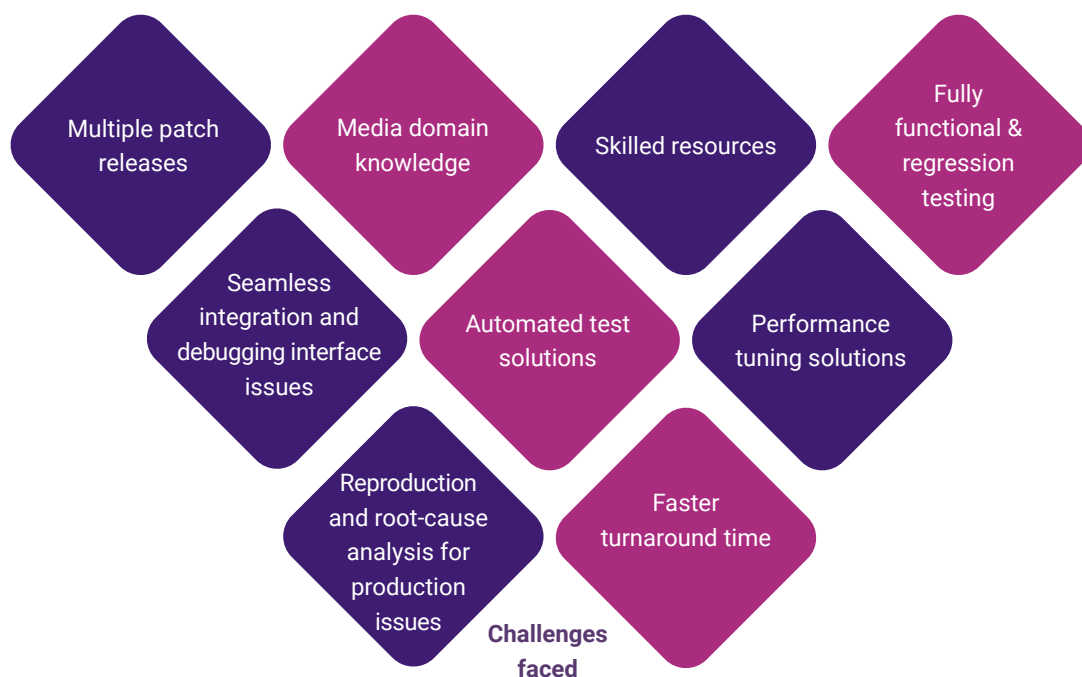 Multiple patch
releases
Media domain
knowledge
Skilled resources
Fully
functional &
regression
testing
Seamless
integration and
debugging interface
issues
Automated test
solutions
Performance
tuning solutions
Reproduction
and root-cause
analysis for
production
issues
Faster
turnaround time
Challenges
faced